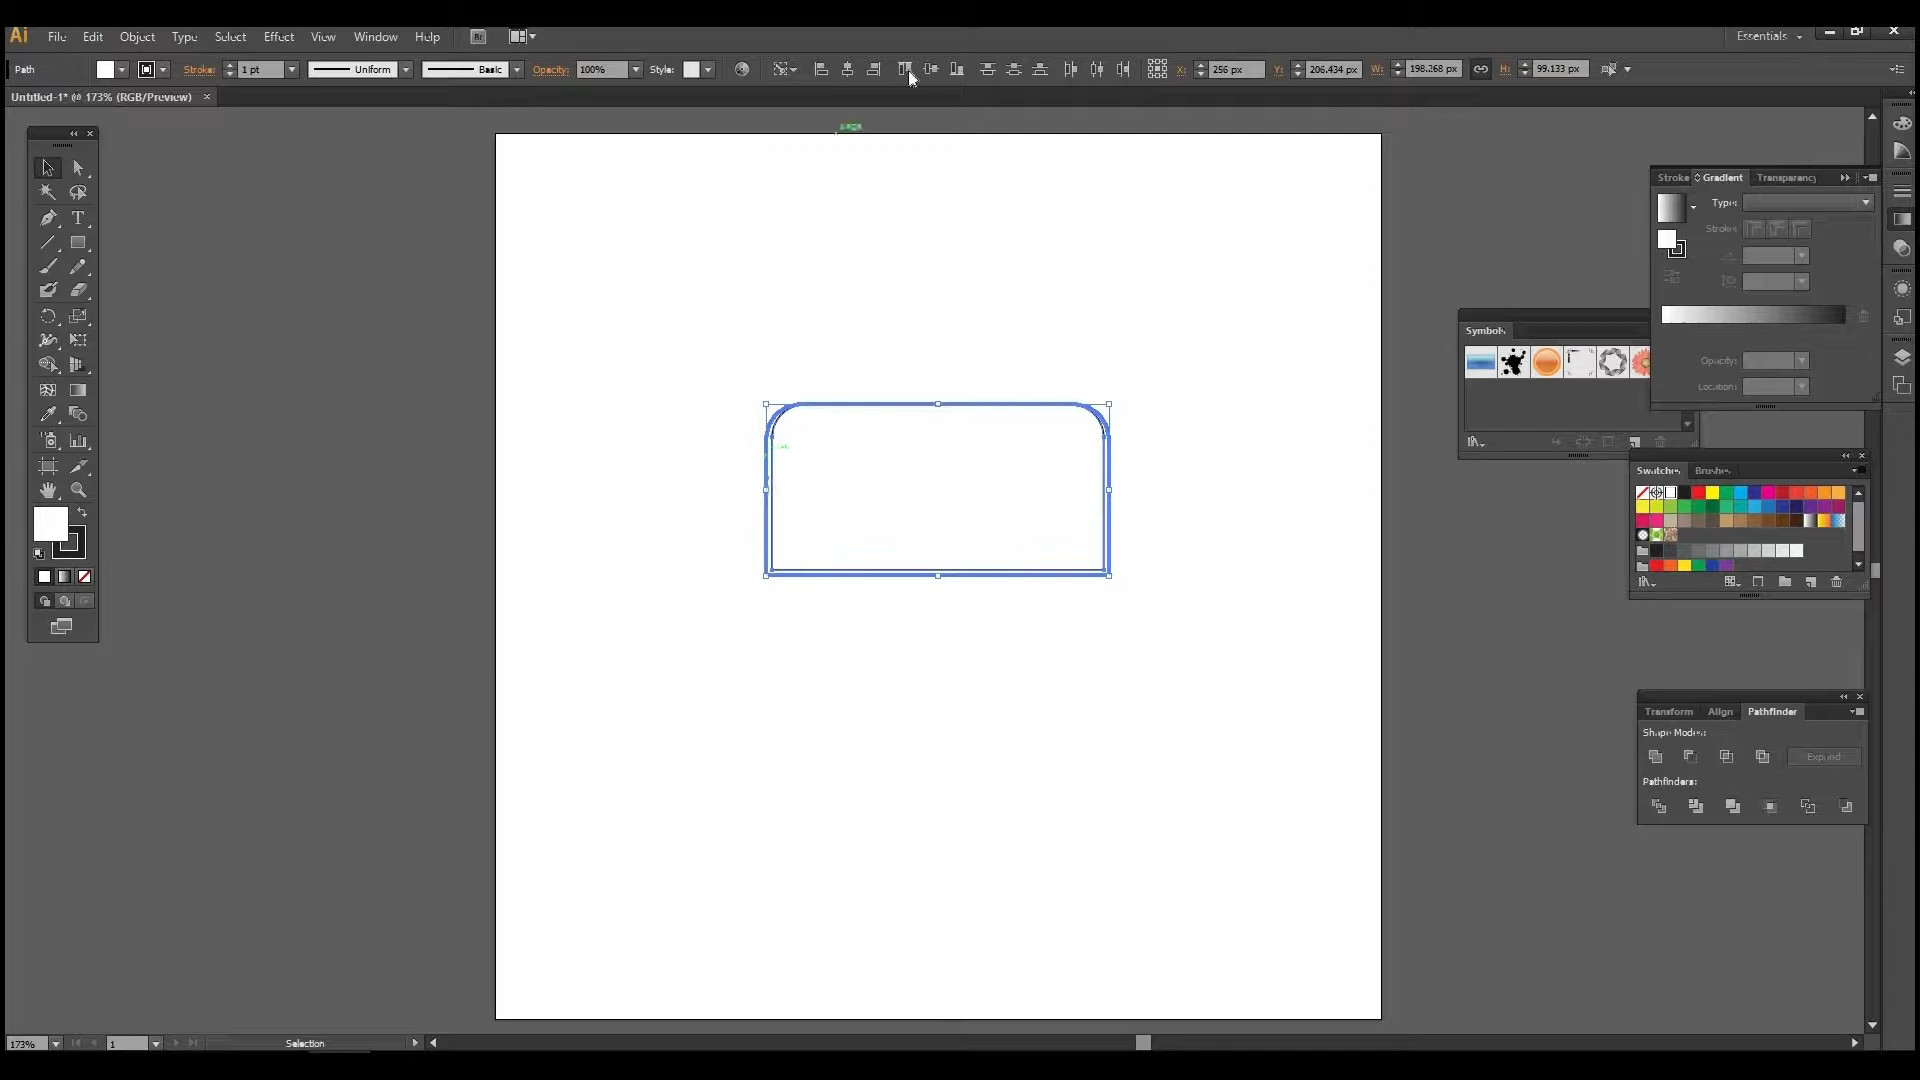 Ai File Edit Object Type Select Effect View Window Help Br Essentials
Path Stroke: 1 pt Uniform Basic Opacity: 100% Style: X: 256 px Y: 206.434 px W: 198.268 px H: 99.133 px
Untitled-1* @ 173% (RGB/Preview)
Stroke Gradient Transparency
Type:
Stroke:
Symbols
Opacity:
Location:
Swatches Brushes
Transform Align Pathfinder
Shape Modes:
Expand
Pathfinders:
173% 1 Selection